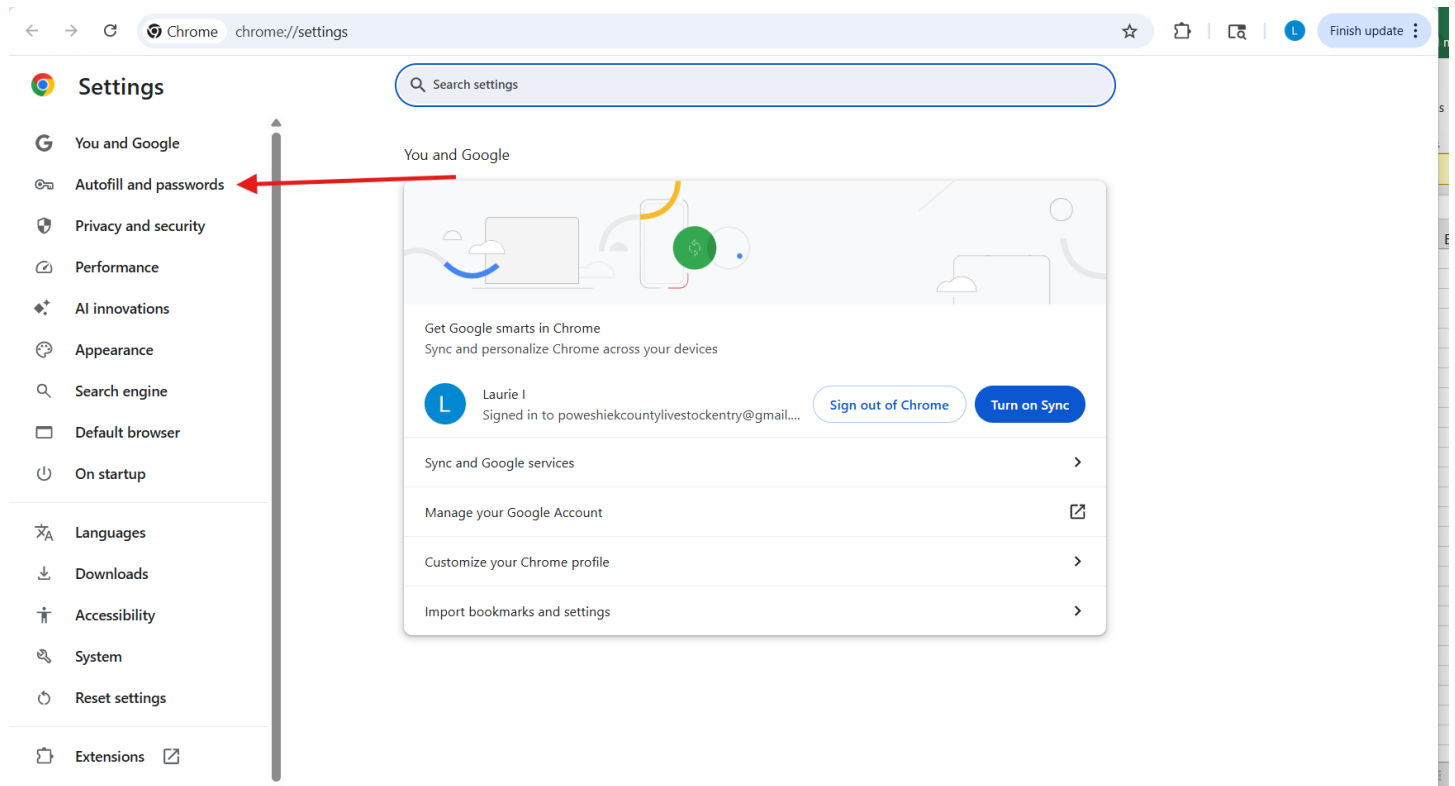 Chrome
chrome://settings
L
Finish update
Settings
Search settings
You and Google
Autofill and passwords
Privacy and security
Performance
AI innovations
Appearance
Search engine
Default browser
On startup
Languages
Downloads
Accessibility
System
Reset settings
Extensions
You and Google
Get Google smarts in Chrome
Sync and personalize Chrome across your devices
L
Laurie I
Signed in to poweshiekcountylivestockentry@gmail....
Sign out of Chrome
Turn on Sync
Sync and Google services
Manage your Google Account
Customize your Chrome profile
Import bookmarks and settings